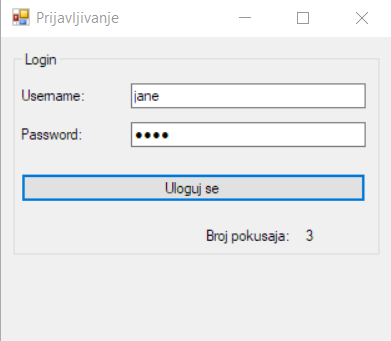 Prijavljivanje
Login
Username: jane
Password: ●●●●
Uloguj se
Broj pokusaja: 3